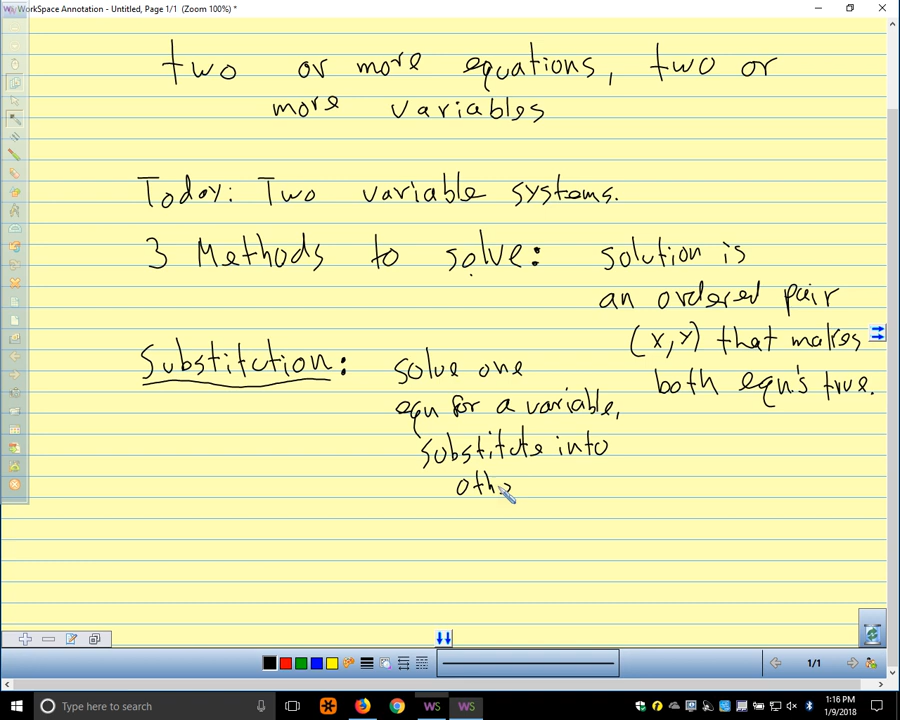 WorkSpace Annotation - Untitled, Page 1/1 (Zoom 100%) *
two or more equations, two or
more variables
Today: Two variable systems.
3 Methods to solve: solution is
an ordered pair
(x,y) that makes
both eqn's true.
Substitution: solve one
eqn for a variable,
substitute into
oth
1/1
Type here to search
1:16 PM
1/9/2018